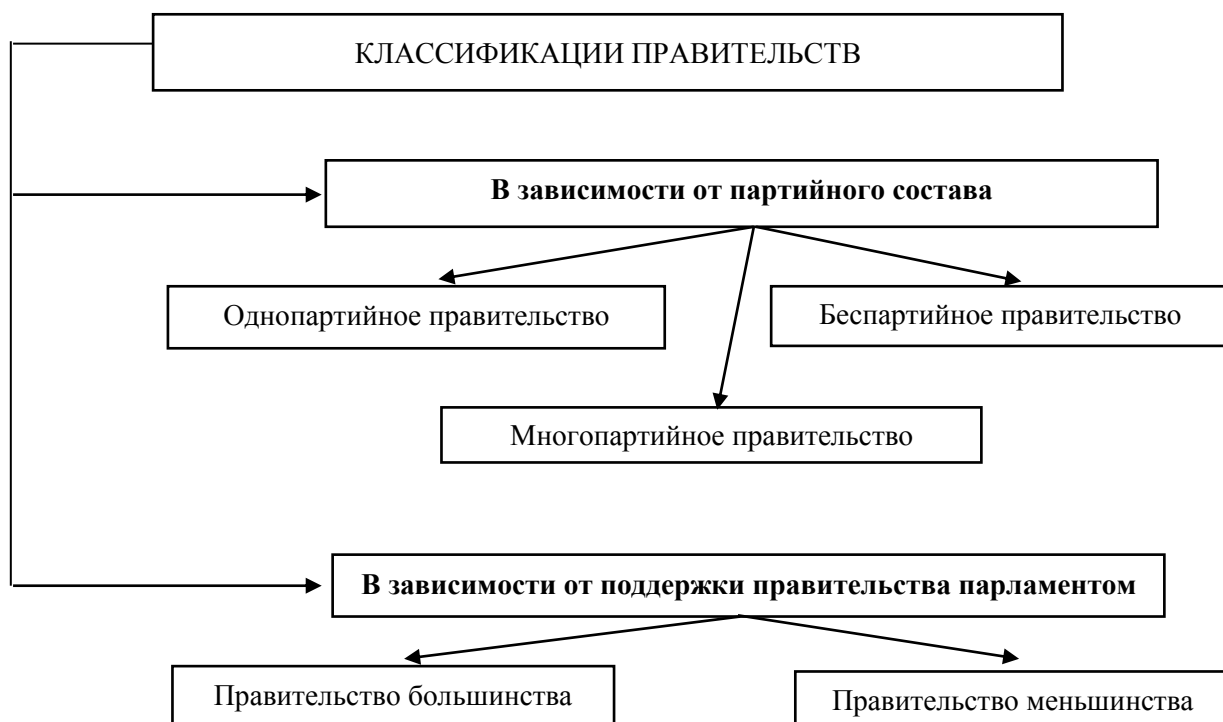 КЛАССИФИКАЦИИ ПРАВИТЕЛЬСТВ
В зависимости от партийного состава
Однопартийное правительство
Беспартийное правительство
Многопартийное правительство
В зависимости от поддержки правительства парламентом
Правительство большинства
Правительство меньшинства